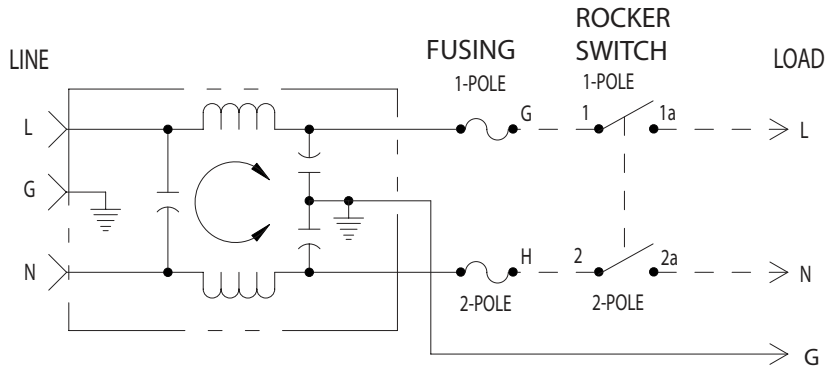 ROCKER
SWITCH
FUSING
LINE
LOAD
1-POLE
1-POLE
L
G
1
1a
L
G
N
H
2
2a
N
2-POLE
2-POLE
G